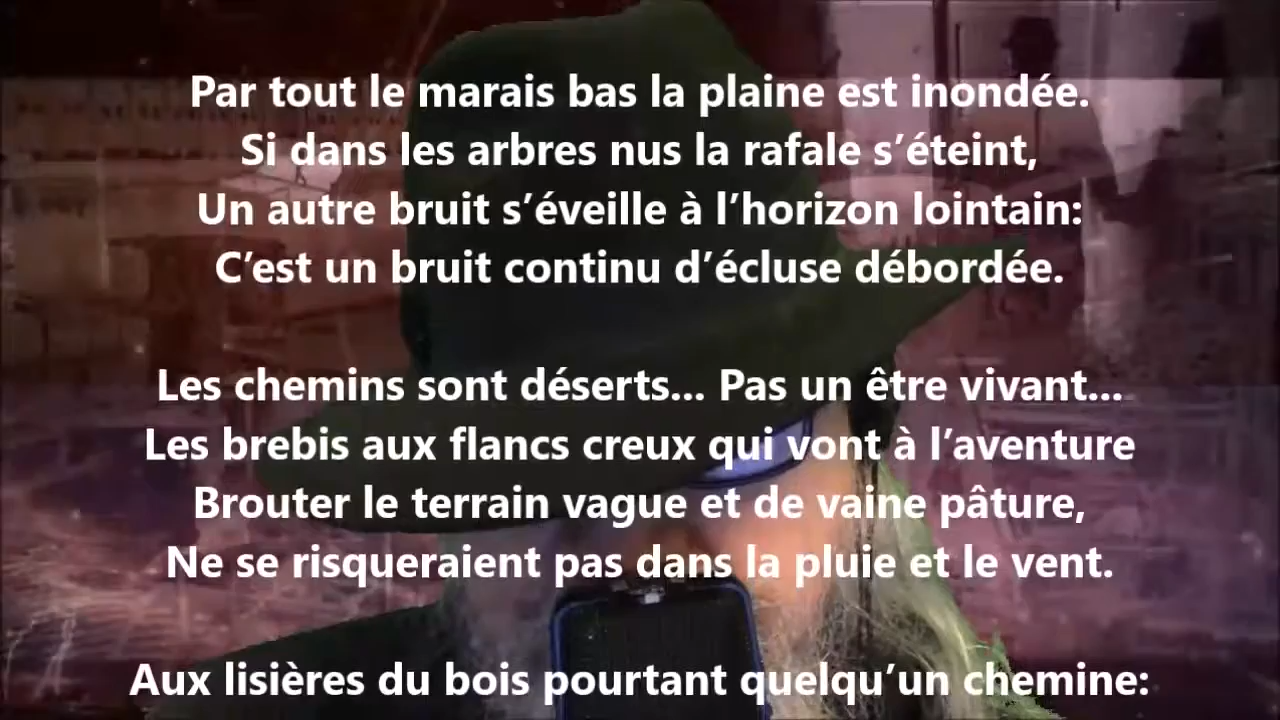 Par tout le marais bas la plaine est inondée.
Si dans les arbres nus la rafale s’éteint,
Un autre bruit s’éveille à l’horizon lointain:
C’est un bruit continu d’écluse débordée.
Les chemins sont déserts... Pas un être vivant...
Les brebis aux flancs creux qui vont à l’aventure
Brouter le terrain vague et de vaine pâture,
Ne se risqueraient pas dans la pluie et le vent.
Aux lisières du bois pourtant quelqu’un chemine: